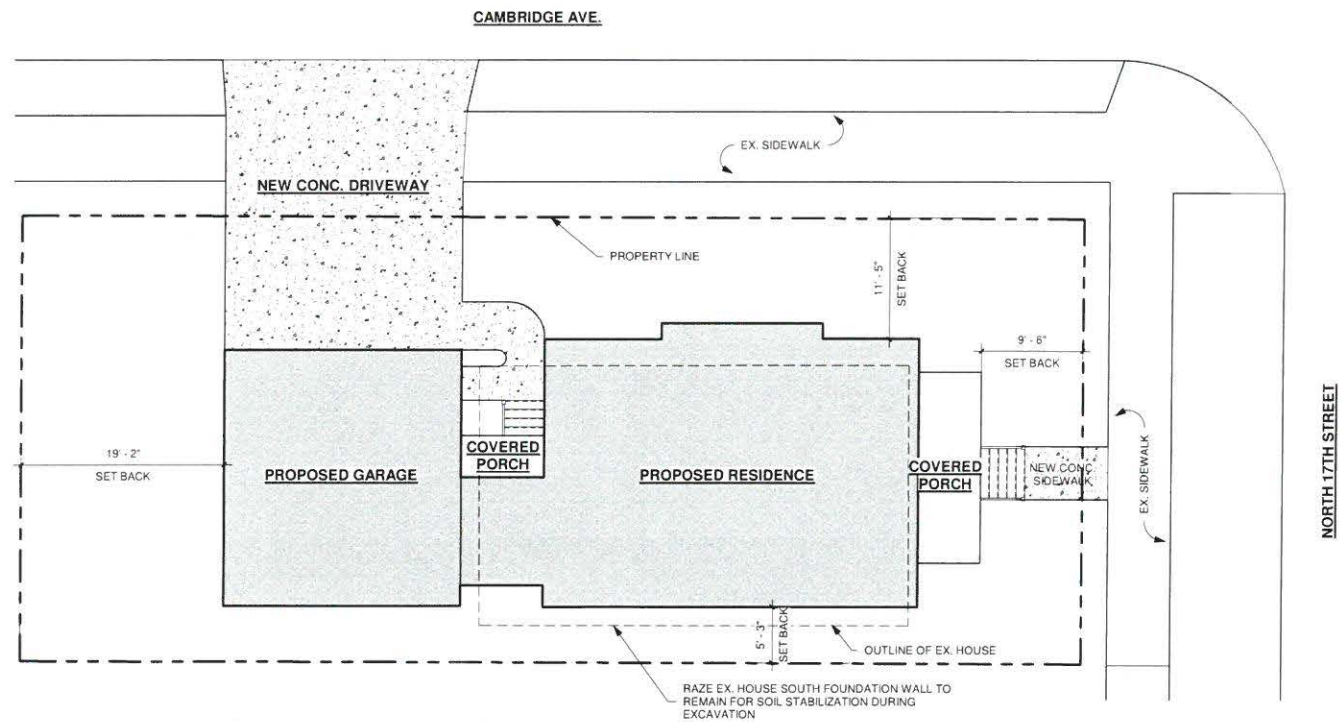 CAMBRIDGE AVE.
EX. SIDEWALK
NEW CONC. DRIVEWAY
PROPERTY LINE
11' - 5"
SET BACK
9' - 6"
SET BACK
19' - 2"
SET BACK
PROPOSED GARAGE
COVERED
PORCH
PROPOSED RESIDENCE
COVERED
PORCH
NEW CONC.
SIDEWALK
EX. SIDEWALK
NORTH 17TH STREET
5' - 3"
SET BACK
OUTLINE OF EX. HOUSE
RAZE EX. HOUSE SOUTH FOUNDATION WALL TO
REMAIN FOR SOIL STABILIZATION DURING
EXCAVATION